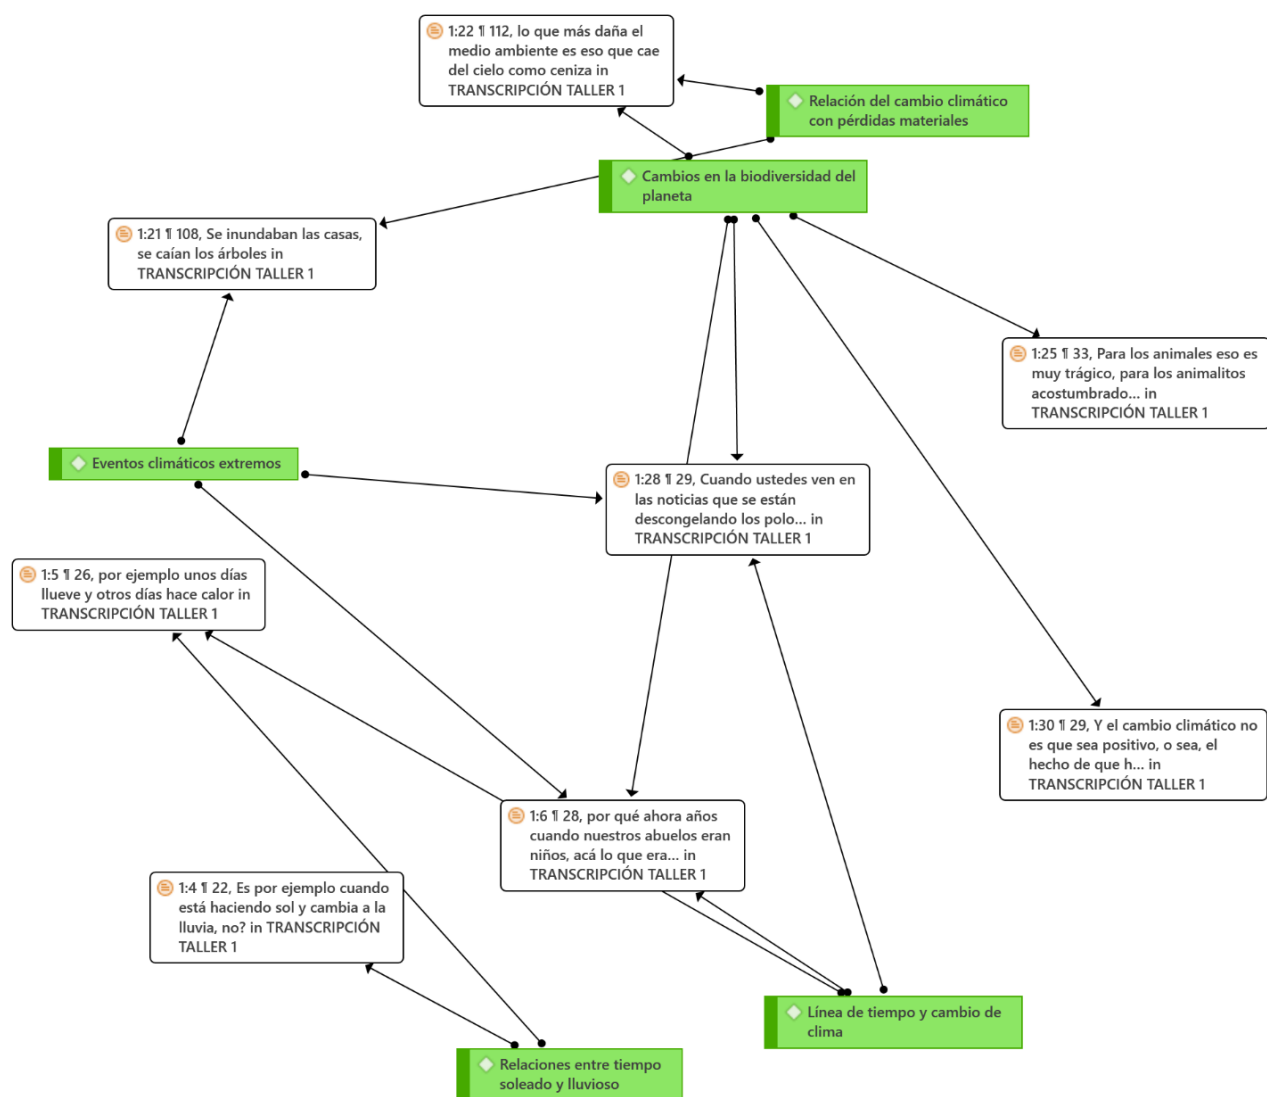 1:22 ¶ 112, lo que más daña el
medio ambiente es eso que cae
del cielo como ceniza in
TRANSCRIPCIÓN TALLER 1
Relación del cambio climático
con pérdidas materiales
Cambios en la biodiversidad del
planeta
1:21 ¶ 108, Se inundaban las casas,
se caían los árboles in
TRANSCRIPCIÓN TALLER 1
1:25 ¶ 33, Para los animales eso es
muy trágico, para los animalitos
acostumbrado... in
TRANSCRIPCIÓN TALLER 1
Eventos climáticos extremos
1:28 ¶ 29, Cuando ustedes ven en
las noticias que se están
descongelando los polo... in
TRANSCRIPCIÓN TALLER 1
1:5 ¶ 26, por ejemplo unos días
llueve y otros días hace calor in
TRANSCRIPCIÓN TALLER 1
1:30 ¶ 29, Y el cambio climático no
es que sea positivo, o sea, el
hecho de que h... in
TRANSCRIPCIÓN TALLER 1
1:6 ¶ 28, por qué ahora años
cuando nuestros abuelos eran
niños, acá lo que era... in
TRANSCRIPCIÓN TALLER 1
1:4 ¶ 22, Es por ejemplo cuando
está haciendo sol y cambia a la
lluvia, no? in TRANSCRIPCIÓN
TALLER 1
Línea de tiempo y cambio de
clima
Relaciones entre tiempo
soleado y lluvioso